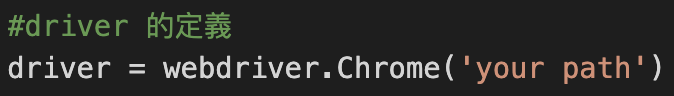 #driver 的定義
driver = webdriver.Chrome('your path')